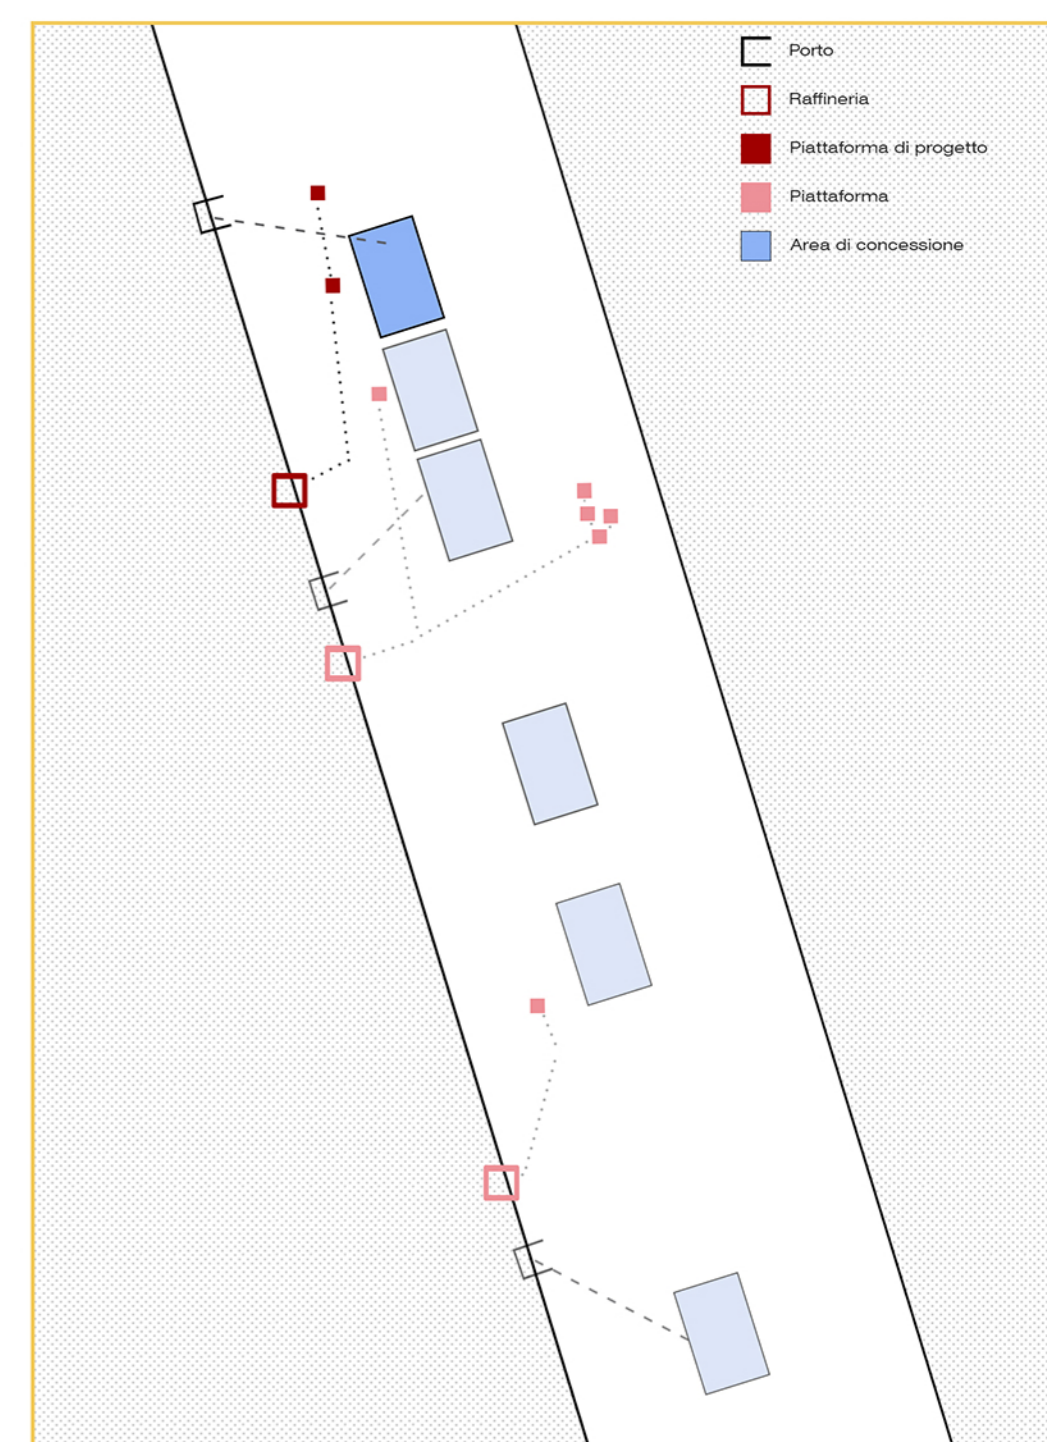 Porto
Raffineria
Piattaforma di progetto
Piattaforma
Area di concessione